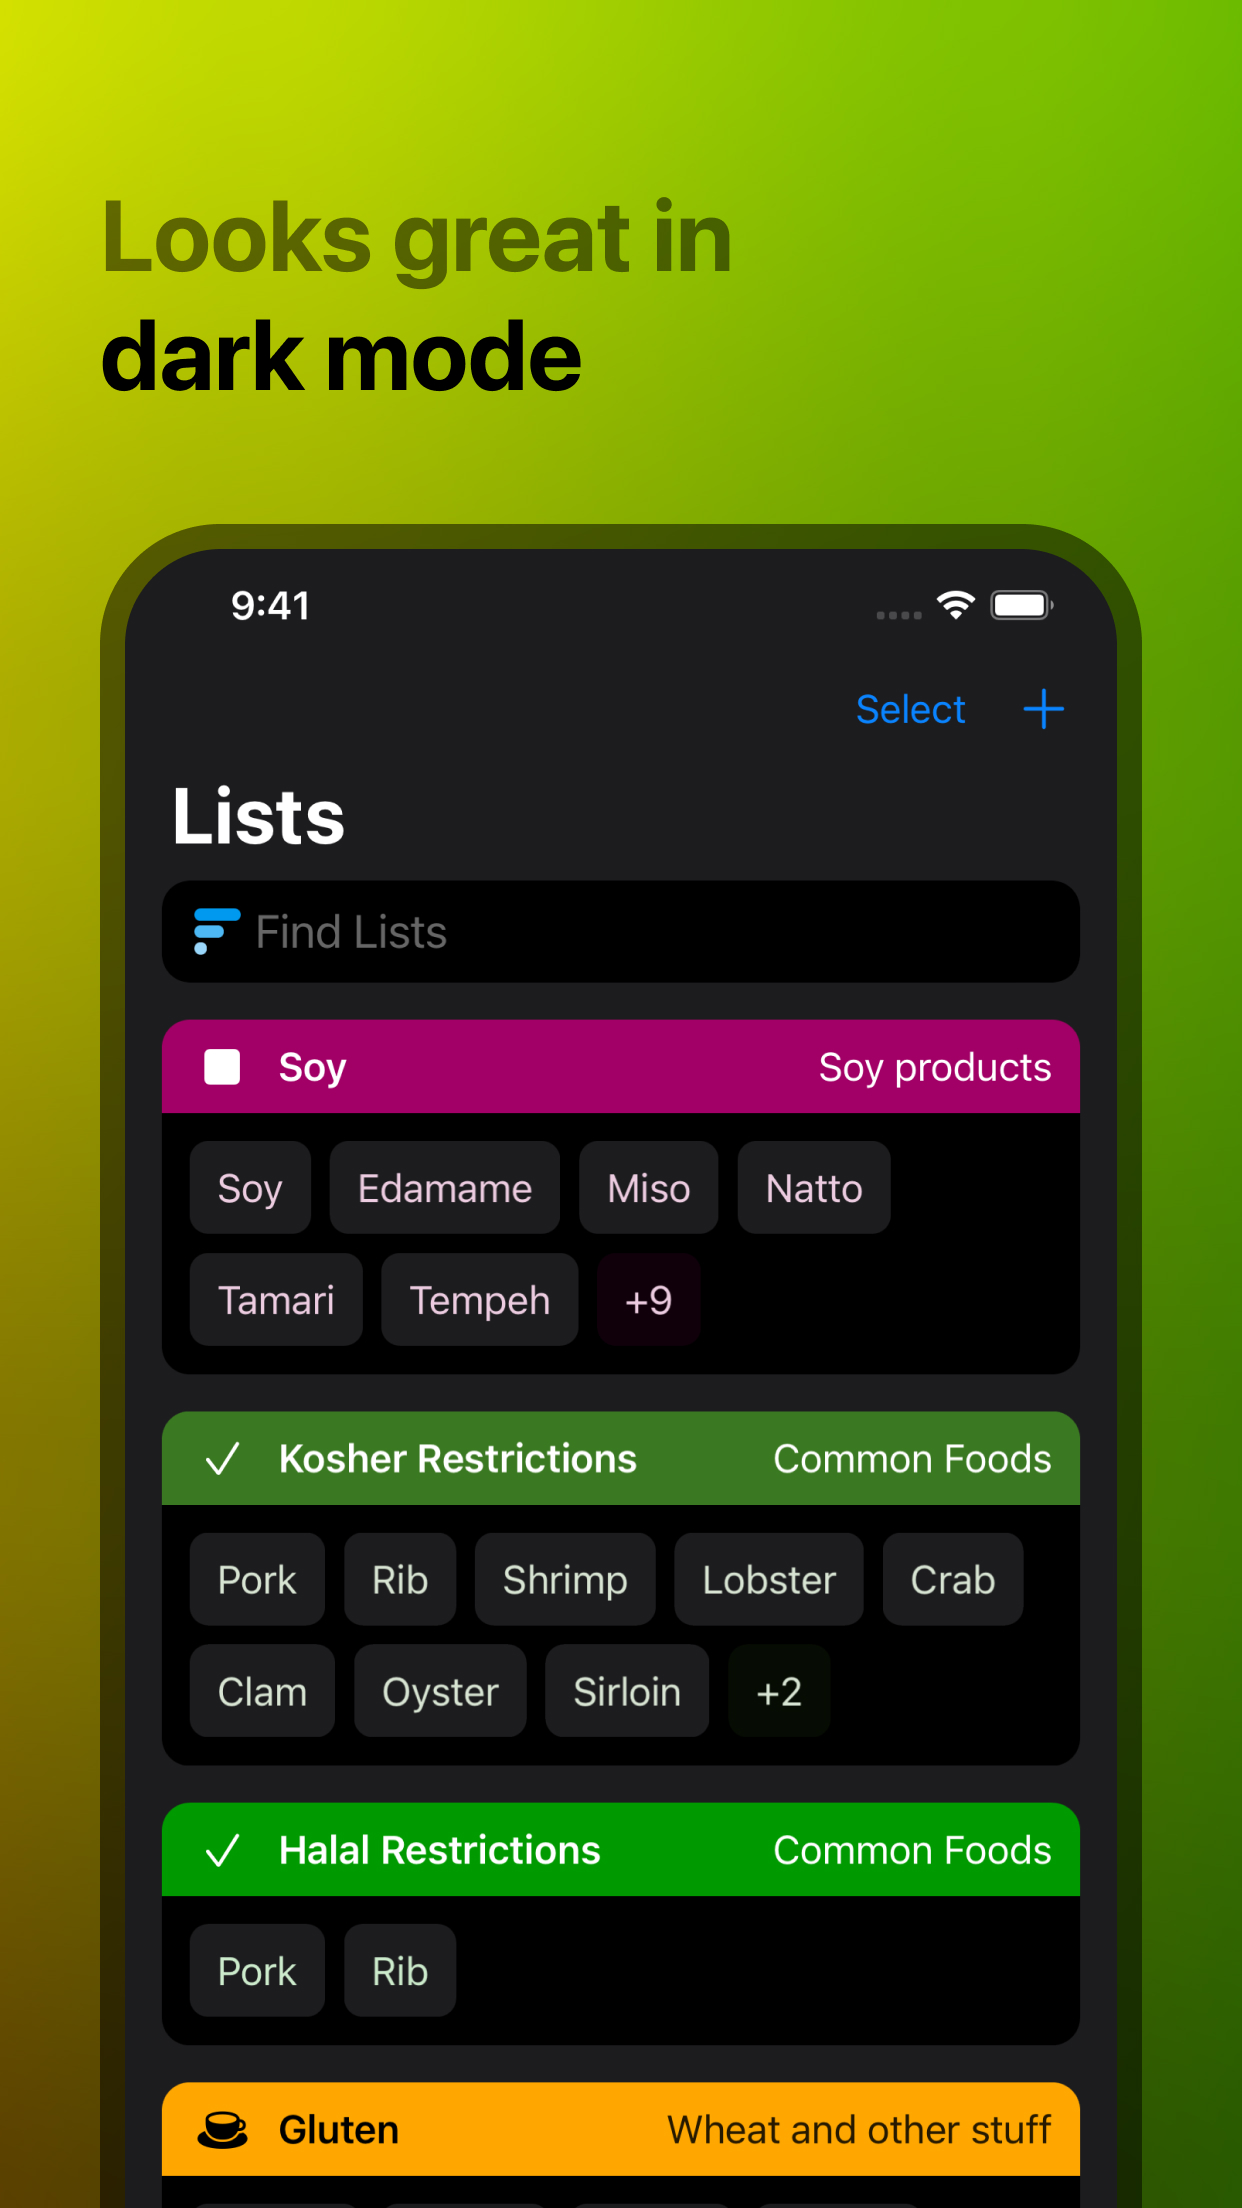 Looks great in
dark mode
9:41
Select
Lists
Find Lists
Soy Soy products
Soy Edamame Miso Natto
Tamari Tempeh +9
Kosher Restrictions Common Foods
Pork Rib Shrimp Lobster Crab
Clam Oyster Sirloin +2
Halal Restrictions Common Foods
Pork Rib
Gluten Wheat and other stuff